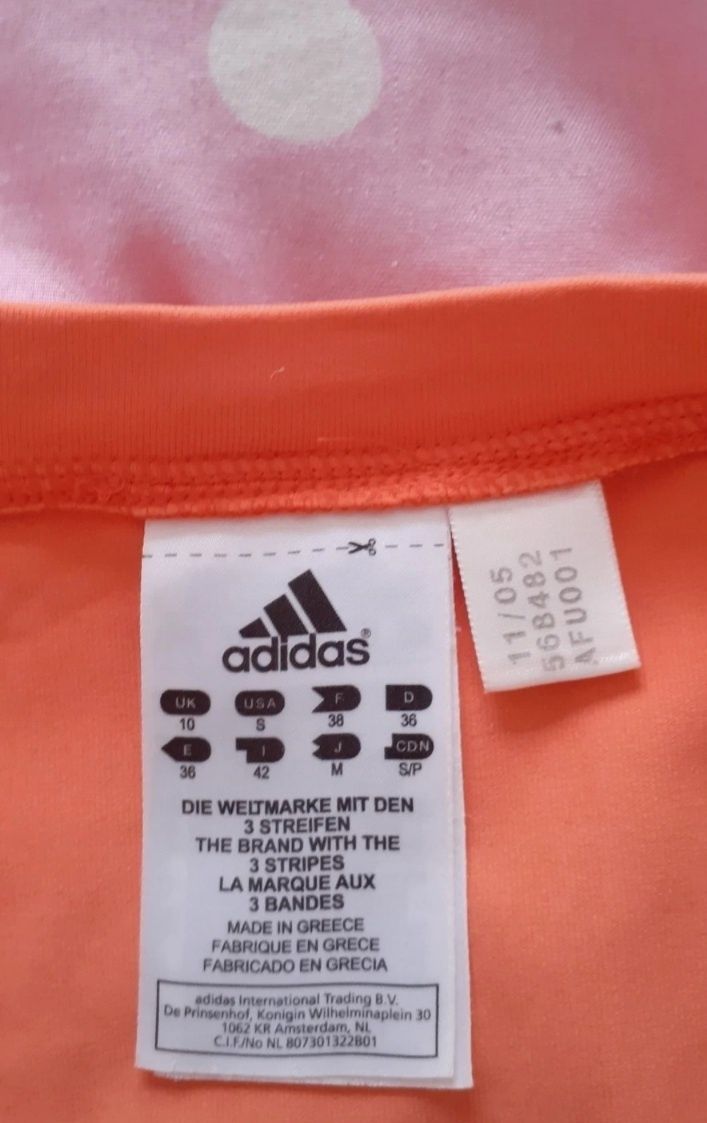 adidas®
UK USA F D
10 S 38 36
E I J CDN
36 42 M S/P
DIE WELTMARKE MIT DEN
3 STREIFEN
THE BRAND WITH THE
3 STRIPES
LA MARQUE AUX
3 BANDES
MADE IN GREECE
FABRIQUE EN GRECE
FABRICADO EN GRECIA
adidas International Trading B.V.
De Prinsenhof, Konigin Wilhelminaplein 30
1062 KR Amsterdam, NL
C.I.F./No NL 807301322B01
11/05
568482
AFU001